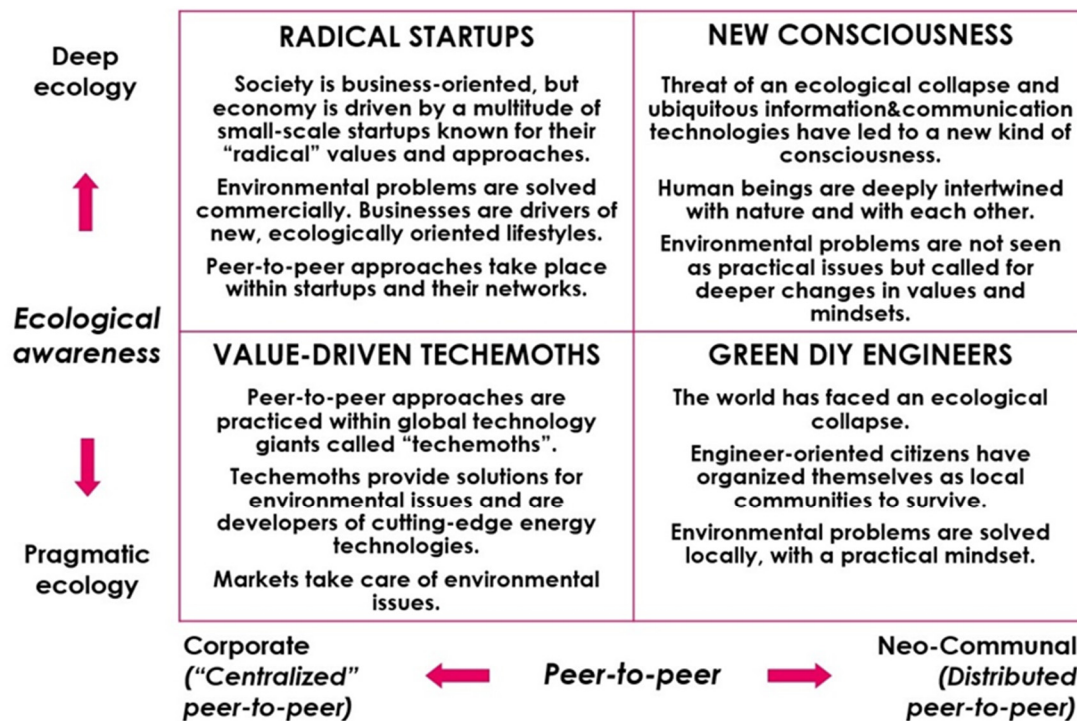 Deep
ecology
Ecological
awareness
Pragmatic
ecology
RADICAL STARTUPS
Society is business-oriented, but
economy is driven by a multitude of
small-scale startups known for their
“radical” values and approaches.
Environmental problems are solved
commercially. Businesses are drivers of
new, ecologically oriented lifestyles.
Peer-to-peer approaches take place
within startups and their networks.
NEW CONSCIOUSNESS
Threat of an ecological collapse and
ubiquitous information&communication
technologies have led to a new kind of
consciousness.
Human beings are deeply intertwined
with nature and with each other.
Environmental problems are not seen
as practical issues but called for
deeper changes in values and
mindsets.
VALUE-DRIVEN TECHEMOTHS
Peer-to-peer approaches are
practiced within global technology
giants called “techemoths”.
Techemoths provide solutions for
environmental issues and are
developers of cutting-edge energy
technologies.
Markets take care of environmental
issues.
GREEN DIY ENGINEERS
The world has faced an ecological
collapse.
Engineer-oriented citizens have
organized themselves as local
communities to survive.
Environmental problems are solved
locally, with a practical mindset.
Corporate
(“Centralized”
peer-to-peer)
Peer-to-peer
Neo-Communal
(Distributed
peer-to-peer)